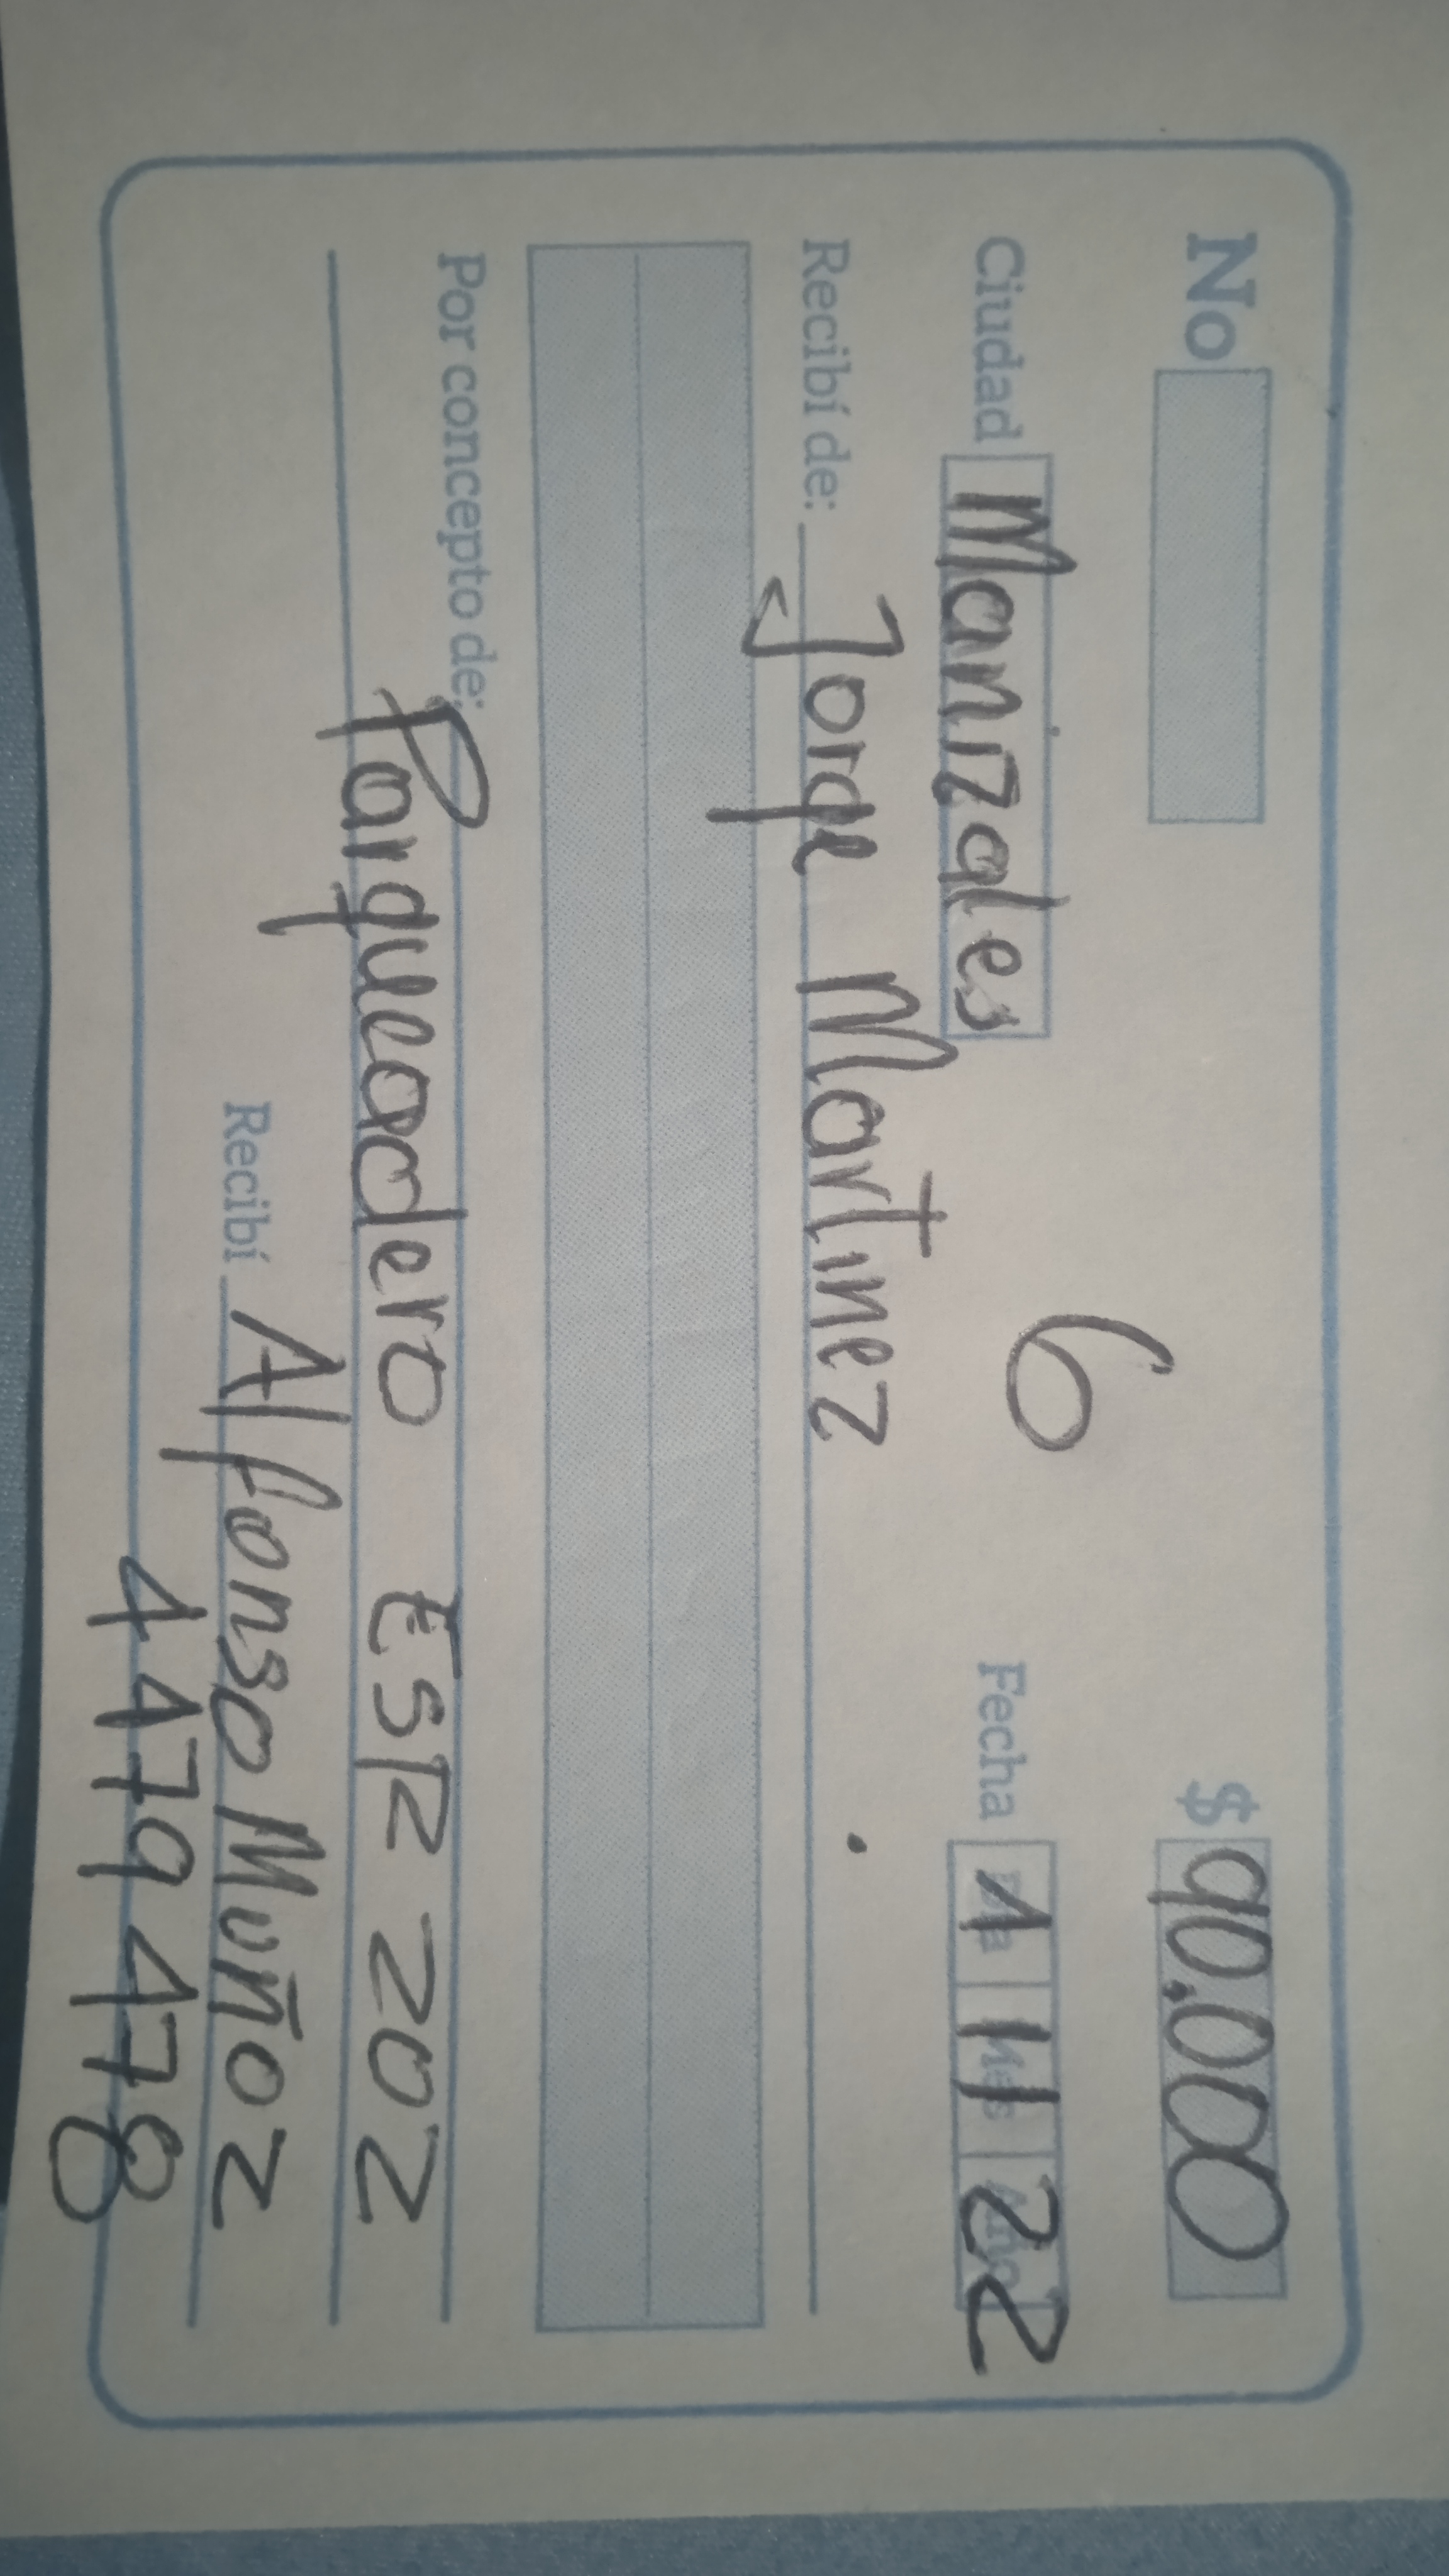 No $ 90.000
6
Ciudad Manizales Fecha 1 11 22
Recibí de: Jorge Martinez
Por concepto de:
Parqueadero ESR 202
Recibí Alfonso Muñoz
4479478